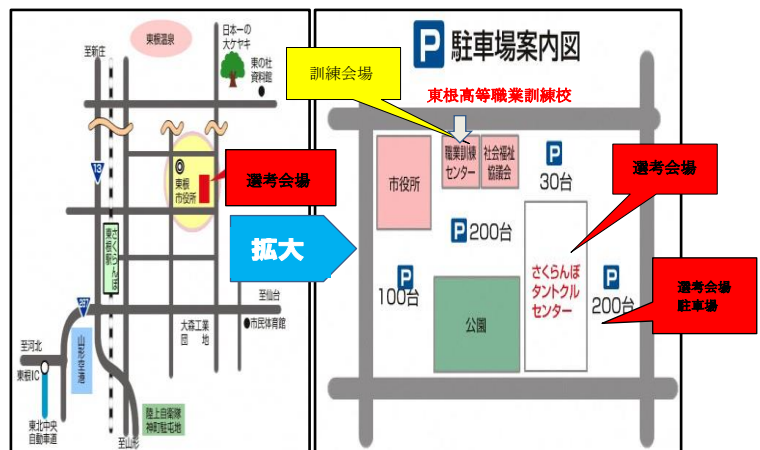 東根温泉
日本一の
大ケヤキ
至新庄
東の杜
資料館
13
東根
市役所
選考会場
さくらんぼ
東根駅
287
至仙台
市民体育館
大森工業
団地
至河北
東根IC
山形空港
東北中央
自動車道
陸上自衛隊
神町駐屯地
至山形
拡大
P 駐車場案内図
訓練会場
東根高等職業訓練校
市役所
職業訓練
センター
社会福祉
協議会
P
30台
選考会場
P 200台
P
100台
さくらんぼ
タントクル
センター
P
200台
選考会場
駐車場
公園